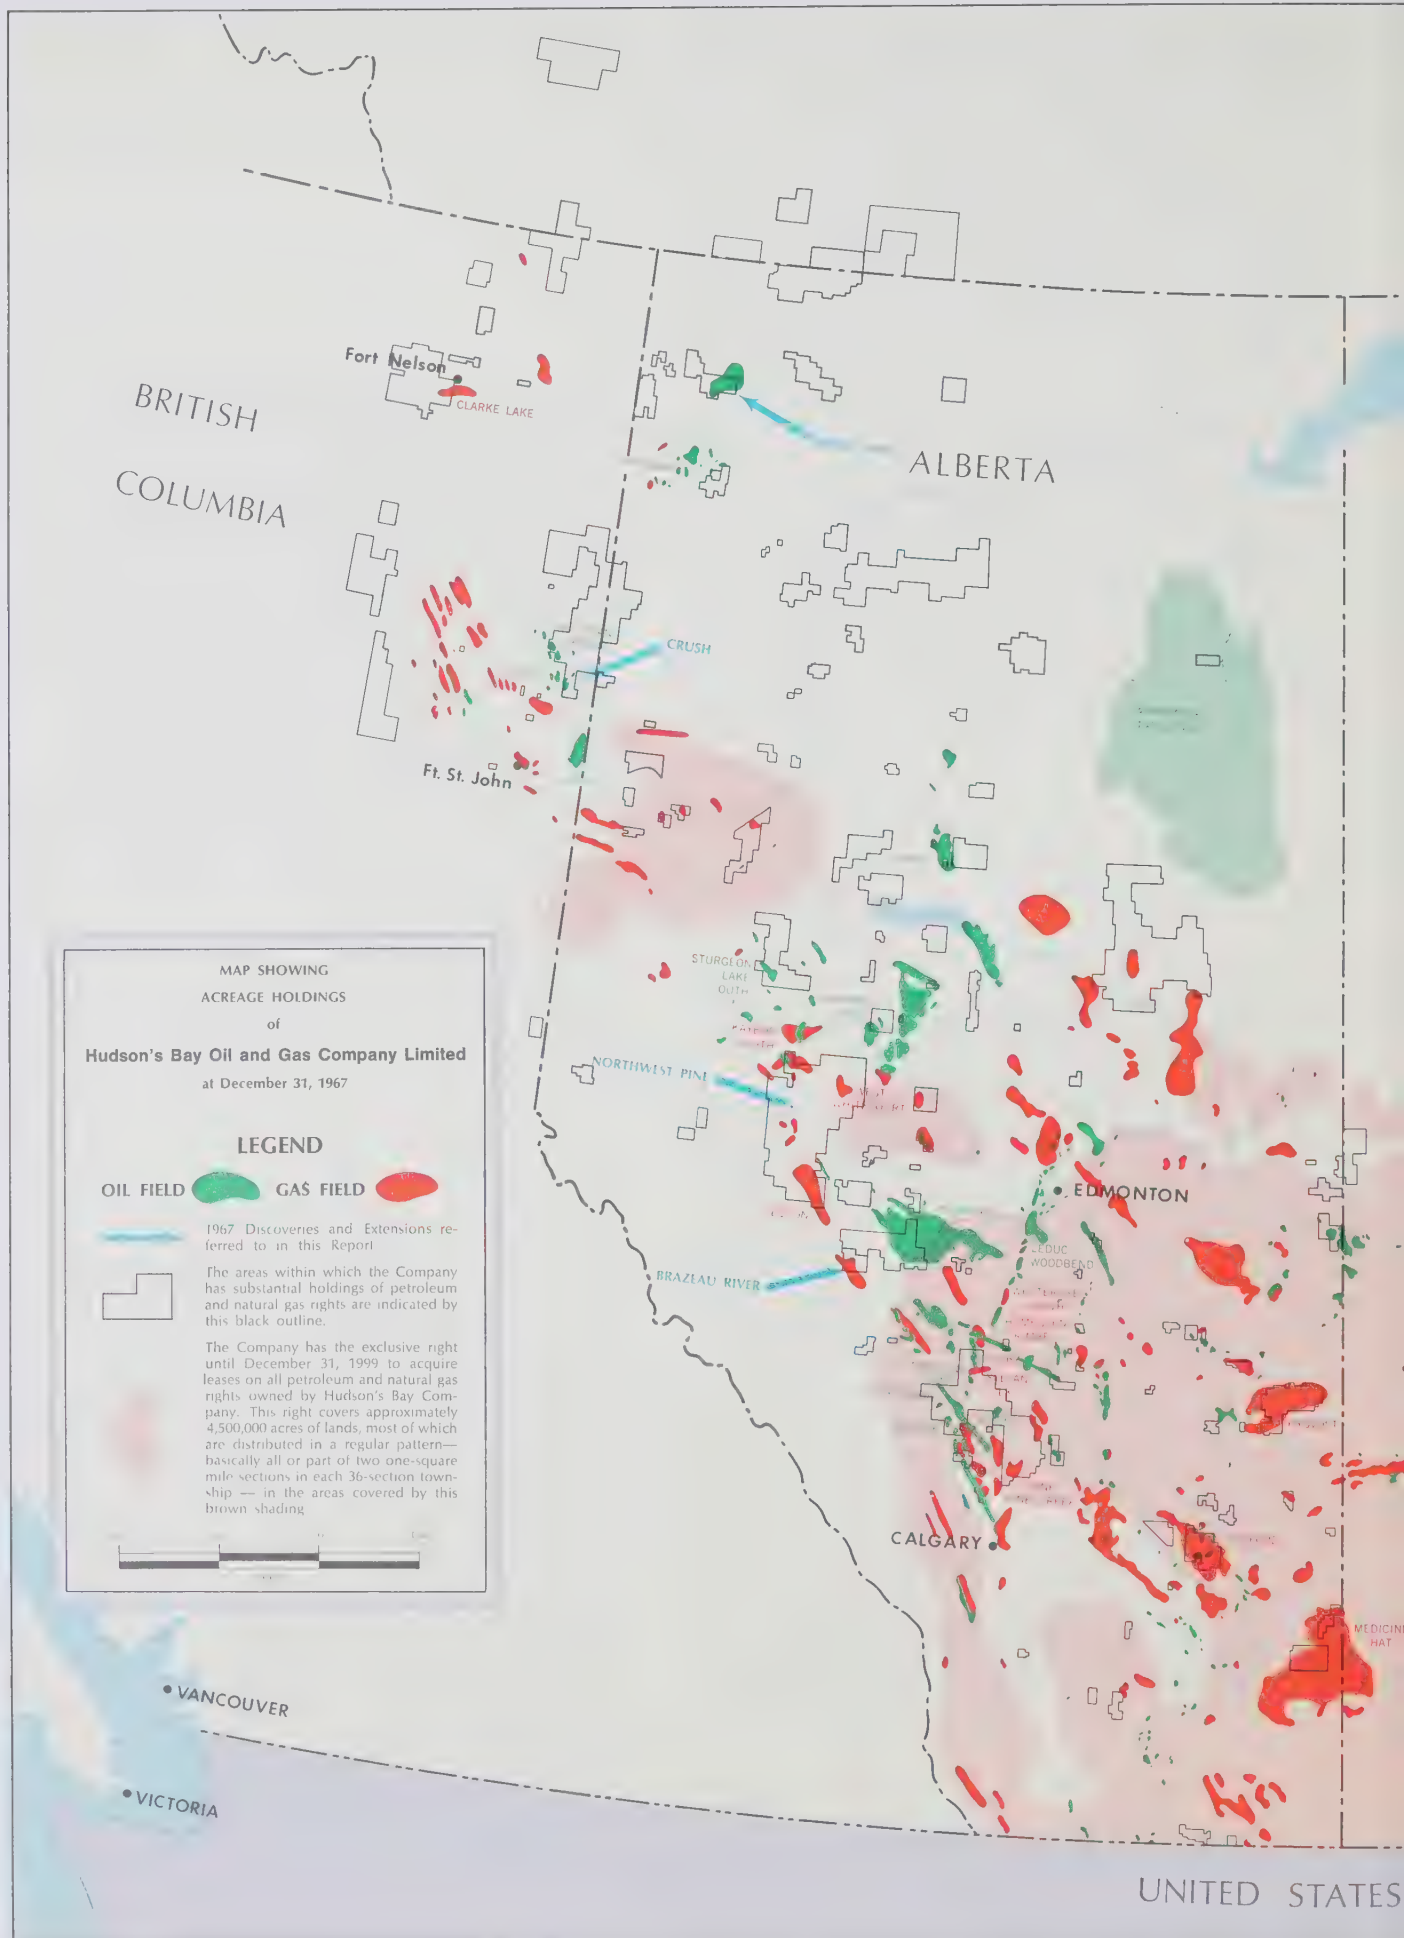 Fort Nelson
CLARKE LAKE
BRITISH
COLUMBIA
ALBERTA
CRUSH
Ft. St. John
STURGEON
LAKE
OUTH
NORTHWEST PINE
EDMONTON
LEDUC
WOODBEND
BRAZEAU RIVER
CALGARY
MEDICINE
HAT
MAP SHOWING
ACREAGE HOLDINGS
of
Hudson's Bay Oil and Gas Company Limited
at December 31, 1967
LEGEND
OIL FIELD GAS FIELD
1967 Discoveries and Extensions re-
ferred to in this Report
The areas within which the Company
has substantial holdings of petroleum
and natural gas rights are indicated by
this black outline.
The Company has the exclusive right
until December 31, 1999 to acquire
leases on all petroleum and natural gas
rights owned by Hudson's Bay Com-
pany. This right covers approximately
4,500,000 acres of lands, most of which
are distributed in a regular pattern—
basically all or part of two one-square
mile sections in each 36-section town-
ship — in the areas covered by this
brown shading
VANCOUVER
VICTORIA
UNITED STATES